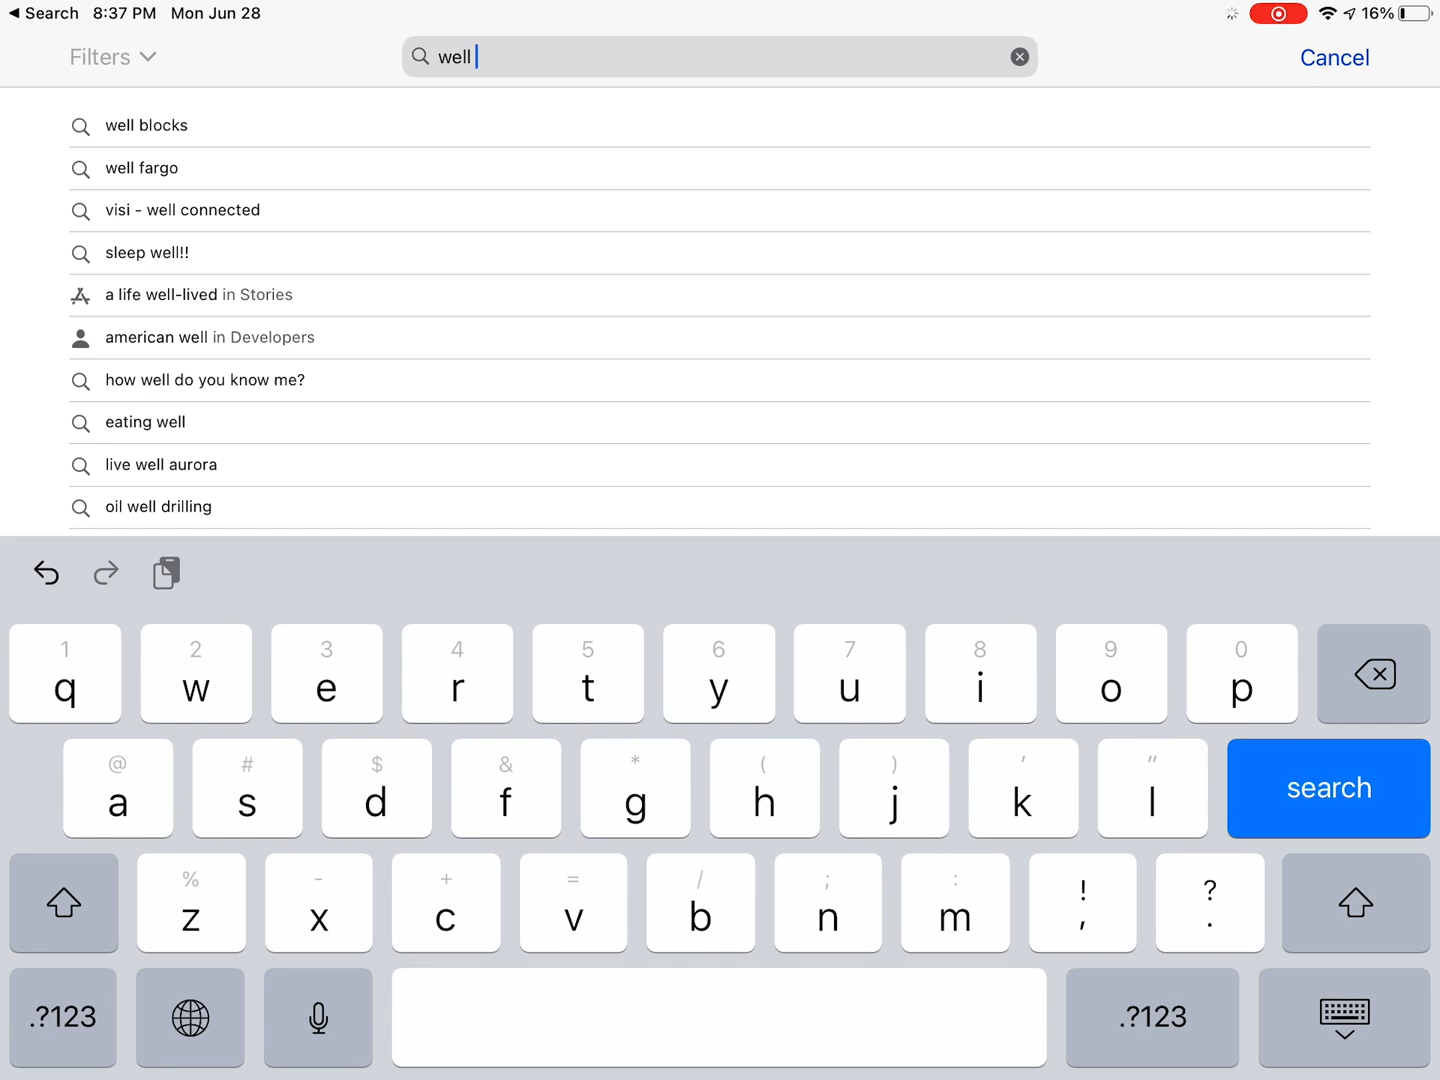 Search 8:37 PM Mon Jun 28 16%
Filters well Cancel
well blocks
well fargo
visi - well connected
sleep well!!
a life well-lived in Stories
american well in Developers
how well do you know me?
eating well
live well aurora
oil well drilling
1 2 3 4 5 6 7 8 9 0
q w e r t y u i o p
@ # $ & * ( ) ' "
a s d f g h j k l search
% - + = / ; : ! ?
z x c v b n m , .
.?123 .?123